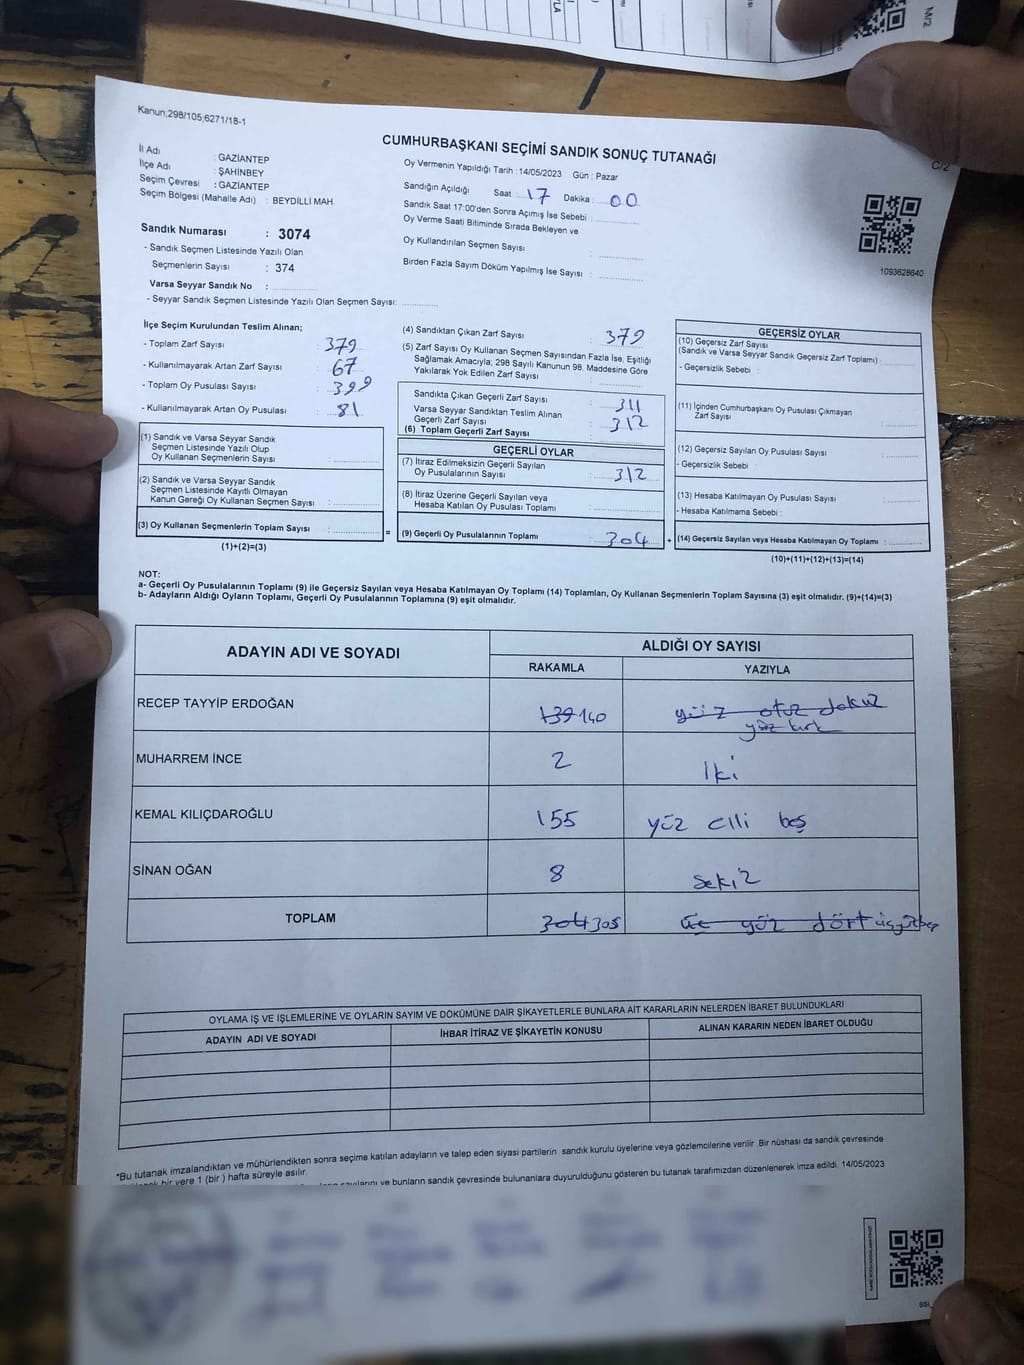 M/2
Kanun:298/105,6271/18-1
CUMHURBAŞKANI SEÇİMİ SANDIK SONUÇ TUTANAĞI
C/2
İl Adı : GAZİANTEP
İlçe Adı : ŞAHİNBEY
Seçim Çevresi : GAZİANTEP
Seçim Bölgesi (Mahalle Adı) : BEYDİLLİ MAH.
Sandık Numarası : 3074
- Sandık Seçmen Listesinde Yazılı Olan
Seçmenlerin Sayısı : 374
Varsa Seyyar Sandık No :
- Seyyar Sandık Seçmen Listesinde Yazılı Olan Seçmen Sayısı:
Oy Vermenin Yapıldığı Tarih : 14/05/2023 Gün : Pazar
Sandığın Açıldığı Saat : 17 Dakika : 00
Sandık Saat 17:00'den Sonra Açımış İse Sebebi :
Oy Verme Saati Bitiminde Sırada Bekleyen ve
Oy Kullandırılan Seçmen Sayısı :
Birden Fazla Sayım Döküm Yapılmış İse Sayısı :
1093628640
İlçe Seçim Kurulundan Teslim Alınan;
- Toplam Zarf Sayısı : 379
- Kullanılmayarak Artan Zarf Sayısı : 67
- Toplam Oy Pusulası Sayısı : 399
- Kullanılmayarak Artan Oy Pusulası : 81
(1) Sandık ve Varsa Seyyar Sandık
Seçmen Listesinde Yazılı Olup
Oy Kullanan Seçmenlerin Sayısı :
(2) Sandık ve Varsa Seyyar Sandık
Seçmen Listesinde Kayıtlı Olmayan
Kanun Gereği Oy Kullanan Seçmen Sayısı :
(3) Oy Kullanan Seçmenlerin Toplam Sayısı :
(1)+(2)=(3)
=
(4) Sandıktan Çıkan Zarf Sayısı : 379
(5) Zarf Sayısı Oy Kullanan Seçmen Sayısından Fazla İse, Eşitliği
Sağlamak Amacıyla; 298 Sayılı Kanunun 98. Maddesine Göre
Yakılarak Yok Edilen Zarf Sayısı :
Sandıkta Çıkan Geçerli Zarf Sayısı : 311
Varsa Seyyar Sandıktan Teslim Alınan
Geçerli Zarf Sayısı : 312
(6) Toplam Geçerli Zarf Sayısı :
GEÇERLİ OYLAR
(7) İtiraz Edilmeksizin Geçerli Sayılan
Oy Pusulalarının Sayısı : 312
(8) İtiraz Üzerine Geçerli Sayılan veya
Hesaba Katılan Oy Pusulası Toplamı :
(9) Geçerli Oy Pusulalarının Toplamı : 304
+
GEÇERSİZ OYLAR
(10) Geçersiz Zarf Sayısı
(Sandık ve Varsa Seyyar Sandık Geçersiz Zarf Toplamı) :
- Geçersizlik Sebebi :
(11) İçinden Cumhurbaşkanı Oy Pusulası Çıkmayan
Zarf Sayısı :
(12) Geçersiz Sayılan Oy Pusulası Sayısı :
- Geçersizlik Sebebi :
(13) Hesaba Katılmayan Oy Pusulası Sayısı :
- Hesaba Katılmama Sebebi :
(14) Geçersiz Sayılan veya Hesaba Katılmayan Oy Toplamı :
(10)+(11)+(12)+(13)=(14)
NOT:
a- Geçerli Oy Pusulalarının Toplamı (9) ile Geçersiz Sayılan veya Hesaba Katılmayan Oy Toplamı (14) Toplamları, Oy Kullanan Seçmenlerin Toplam Sayısına (3) eşit olmalıdır. (9)+(14)=(3)
b- Adayların Aldığı Oyların Toplamı, Geçerli Oy Pusulalarının Toplamına (9) eşit olmalıdır.
ADAYIN ADI VE SOYADI
ALDIĞI OY SAYISI
RAKAMLA YAZIYLA
RECEP TAYYİP ERDOĞAN 139 140 yüz otuz dokuz
yüz kırk
MUHARREM İNCE 2 İki
KEMAL KILIÇDAROĞLU 155 yüz elli beş
SİNAN OĞAN 8 Sekiz
TOPLAM 304 305 üç yüz dört
OYLAMA İŞ VE İŞLEMLERİNE VE OYLARIN SAYIM VE DÖKÜMÜNE DAİR ŞİKAYETLERLE BUNLARA AİT KARARLARIN NELERDEN İBARET BULUNDUKLARI
ADAYIN ADI VE SOYADI İHBAR İTİRAZ VE ŞİKAYETİN KONUSU ALINAN KARARIN NEDEN İBARET OLDUĞU
*Bu tutanak imzalandıktan ve mühürlendikten sonra seçime katılan adayların ve talep eden siyasi partilerin sandık kurulu üyelerine veya gözlemcilerine verilir. Bir nüshası da sandık çevresinde
bir yere 1 (bir) hafta süreyle asılır.
sayılarını ve bunların sandık çevresinde bulunanlara duyurulduğunu gösteren bu tutanak tarafımızdan düzenlenerek imza edildi. 14/05/2023